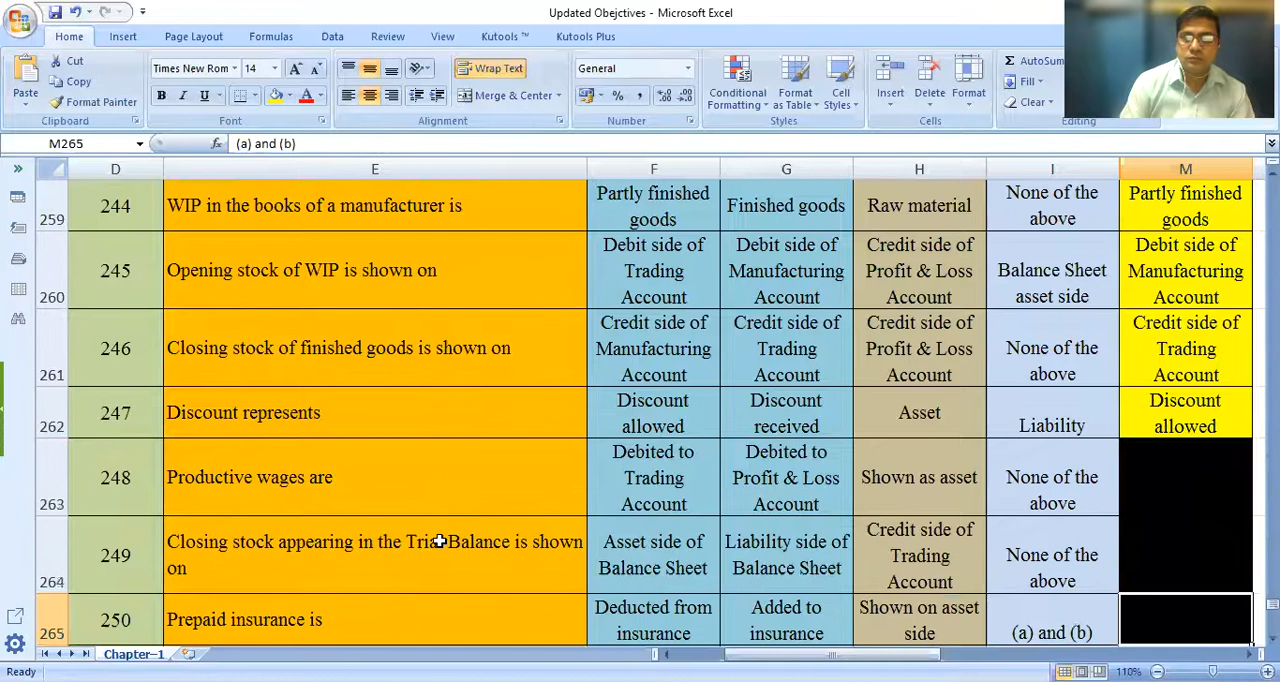 Updated Obejctives - Microsoft Excel
Home Insert Page Layout Formulas Data Review View Kutools ™ Kutools Plus
Paste
Cut
Copy
Format Painter
Clipboard
Times New Rom 14
B I U
Font
Wrap Text
Merge & Center
Alignment
General
Number
Conditional Formatting
Format as Table
Cell Styles
Styles
Insert Delete Format
Cells
Σ AutoSum
Fill
Clear
Editing
M265 fx (a) and (b)
D E F G H I M
259 244 WIP in the books of a manufacturer is
Partly finished
goods
Finished goods
Raw material
None of the
above
Partly finished
goods
260 245 Opening stock of WIP is shown on
Debit side of
Trading
Account
Debit side of
Manufacturing
Account
Credit side of
Profit & Loss
Account
Balance Sheet
asset side
Debit side of
Manufacturing
Account
261 246 Closing stock of finished goods is shown on
Credit side of
Manufacturing
Account
Credit side of
Trading
Account
Credit side of
Profit & Loss
Account
None of the
above
Credit side of
Trading
Account
262 247 Discount represents
Discount
allowed
Discount
received
Asset
Liability
Discount
allowed
263 248 Productive wages are
Debited to
Trading
Account
Debited to
Profit & Loss
Account
Shown as asset
None of the
above
264 249 Closing stock appearing in the Trial Balance is shown
on
Asset side of
Balance Sheet
Liability side of
Balance Sheet
Credit side of
Trading
Account
None of the
above
265 250 Prepaid insurance is
Deducted from
insurance
Added to
insurance
Shown on asset
side
(a) and (b)
Chapter-1
Ready 110%